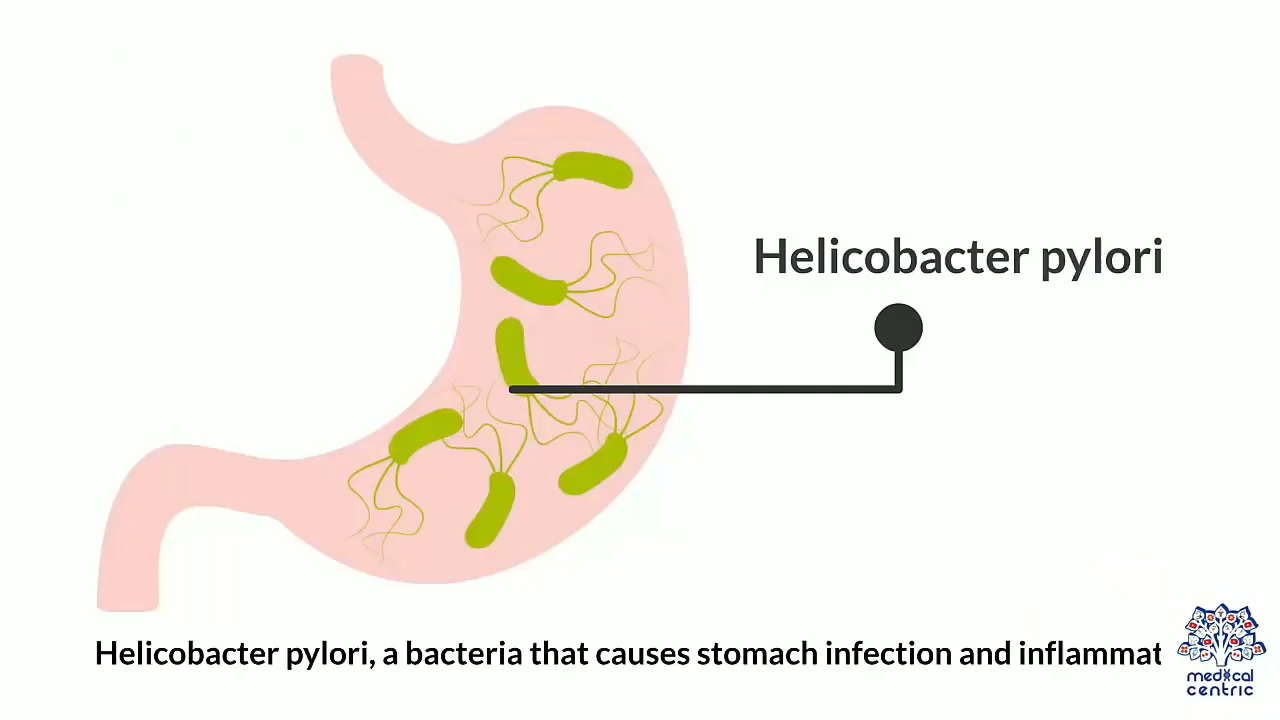 Helicobacter pylori
Helicobacter pylori, a bacteria that causes stomach infection and inflammat
medical
centric